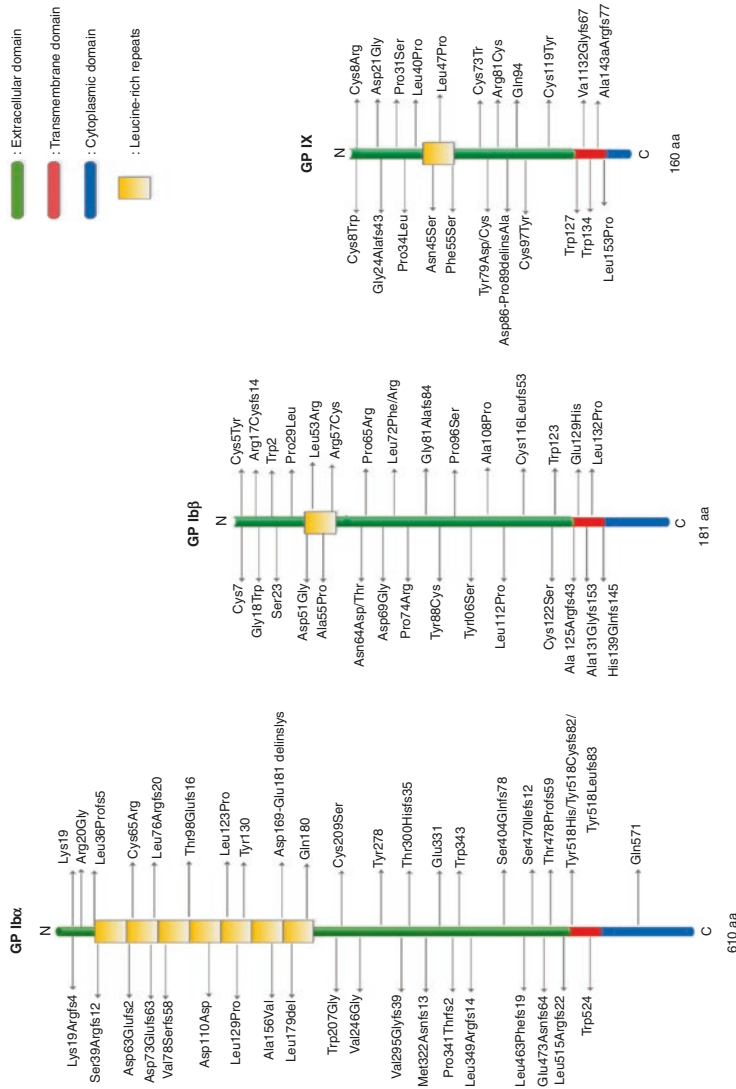 : Extracellular domain
: Transmembrane domain
: Cytoplasmic domain
: Leucine-rich repeats
GP Ibα
N
Lys19
Arg20Gly
Leu36Profs5
Cys65Arg
Leu76Argfs20
Thr98Glufs16
Leu123Pro
Tyr130
Asp169-Glu181 delinslys
Gln180
Cys209Ser
Tyr278
Thr300Hisfs35
Glu331
Trp343
Ser404Glnfs78
Ser470Ilefs12
Thr478Profs59
Tyr518His/Tyr518Cysfs82/
Tyr518Leufs83
Gln571
Lys19Argfs4
Ser39Argfs12
Asp63Glufs2
Asp73Glufs63
Val78Serfs58
Asp110Asp
Leu129Pro
Ala156Val
Leu179del
Trp207Gly
Val246Gly
Val295Glyfs39
Met322Asnfs13
Pro341Thrfs2
Leu349Argfs14
Leu463Phefs19
Glu473Asnfs64
Leu515Argfs22
Trp524
C
610 aa
GP Ibβ
N
Cys5Tyr
Arg17Cysfs14
Trp2
Pro29Leu
Leu53Arg
Arg57Cys
Pro65Arg
Leu72Phe/Arg
Gly81Alafs84
Pro96Ser
Ala108Pro
Cys116Leufs53
Trp123
Glu129His
Leu132Pro
Cys7
Gly18Trp
Ser23
Asp51Gly
Ala55Pro
Asn64Asp/Thr
Asp69Gly
Pro74Arg
Tyr88Cys
Tyrl06Ser
Leu112Pro
Cys122Ser
Ala 125Argfs43
Ala131Glyfs153
His139Glnfs145
C
181 aa
GP IX
N
Cys8Arg
Asp21Gly
Pro31Ser
Leu40Pro
Leu47Pro
Cys73Tr
Arg81Cys
Gln94
Cys119Tyr
Va1132Glyfs67
Ala143aArgfs77
Cys8Trp
Gly24Alafs43
Pro34Leu
Asn45Ser
Phe55Ser
Tyr79Asp/Cys
Asp86-Pro89delinsAla
Cys97Tyr
Trp127
Trp134
Leu153Pro
C
160 aa